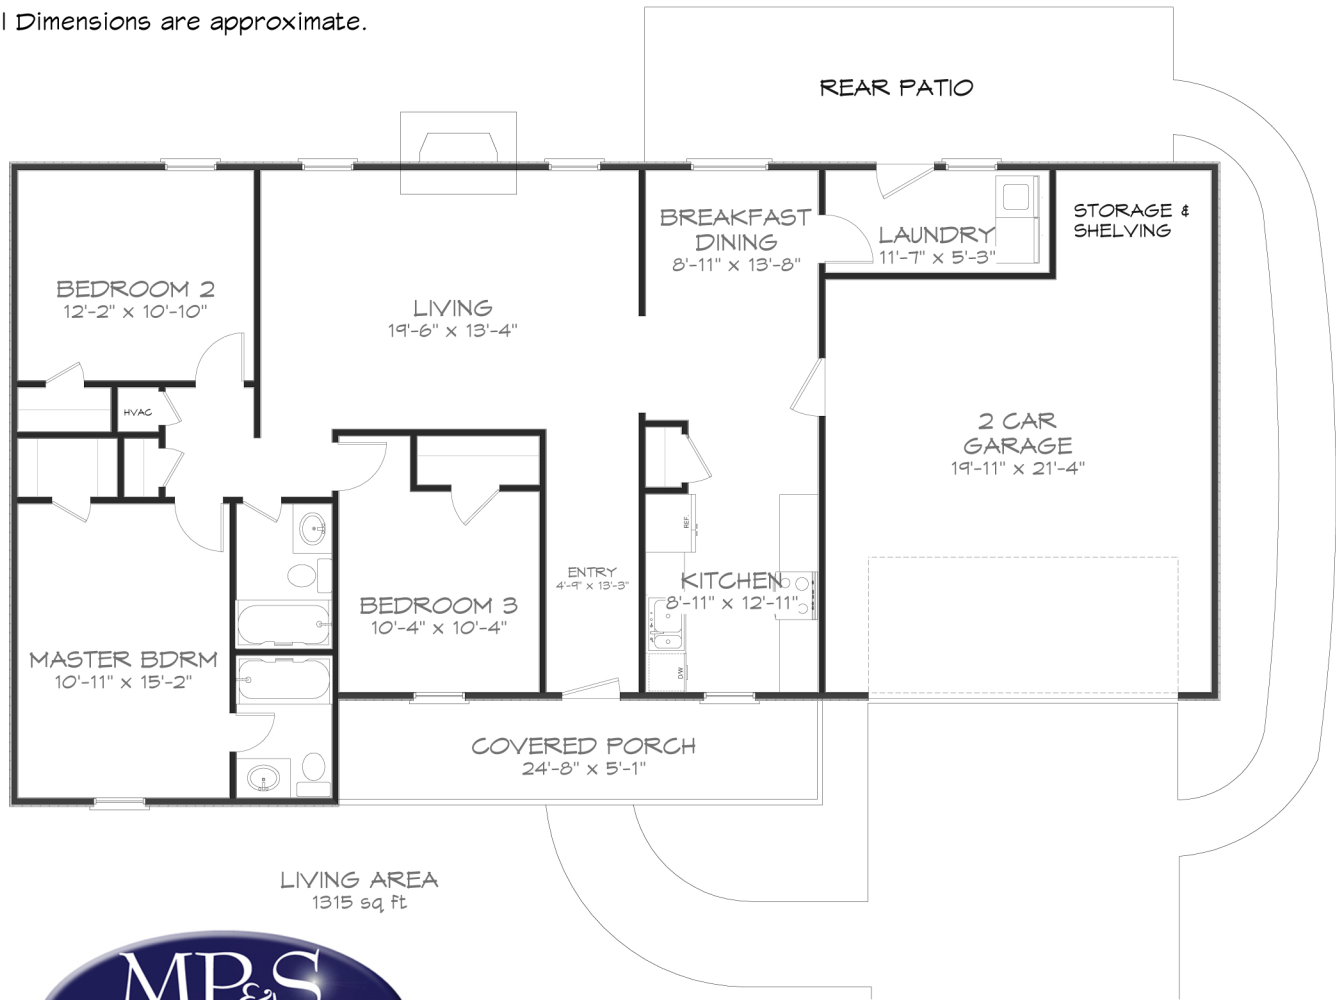 l Dimensions are approximate.
REAR PATIO
BREAKFAST
DINING
8'-11" x 13'-8"
LAUNDRY
11'-7" x 5'-3"
STORAGE &
SHELVING
BEDROOM 2
12'-2" x 10'-10"
LIVING
19'-6" x 13'-4"
HVAC
2 CAR
GARAGE
19'-11" x 21'-4"
REF.
ENTRY
4'-9" x 13'-3"
KITCHEN
8'-11" x 12'-11"
BEDROOM 3
10'-4" x 10'-4"
MASTER BDRM
10'-11" x 15'-2"
DW
COVERED PORCH
24'-8" x 5'-1"
LIVING AREA
1315 sq ft
MP&S